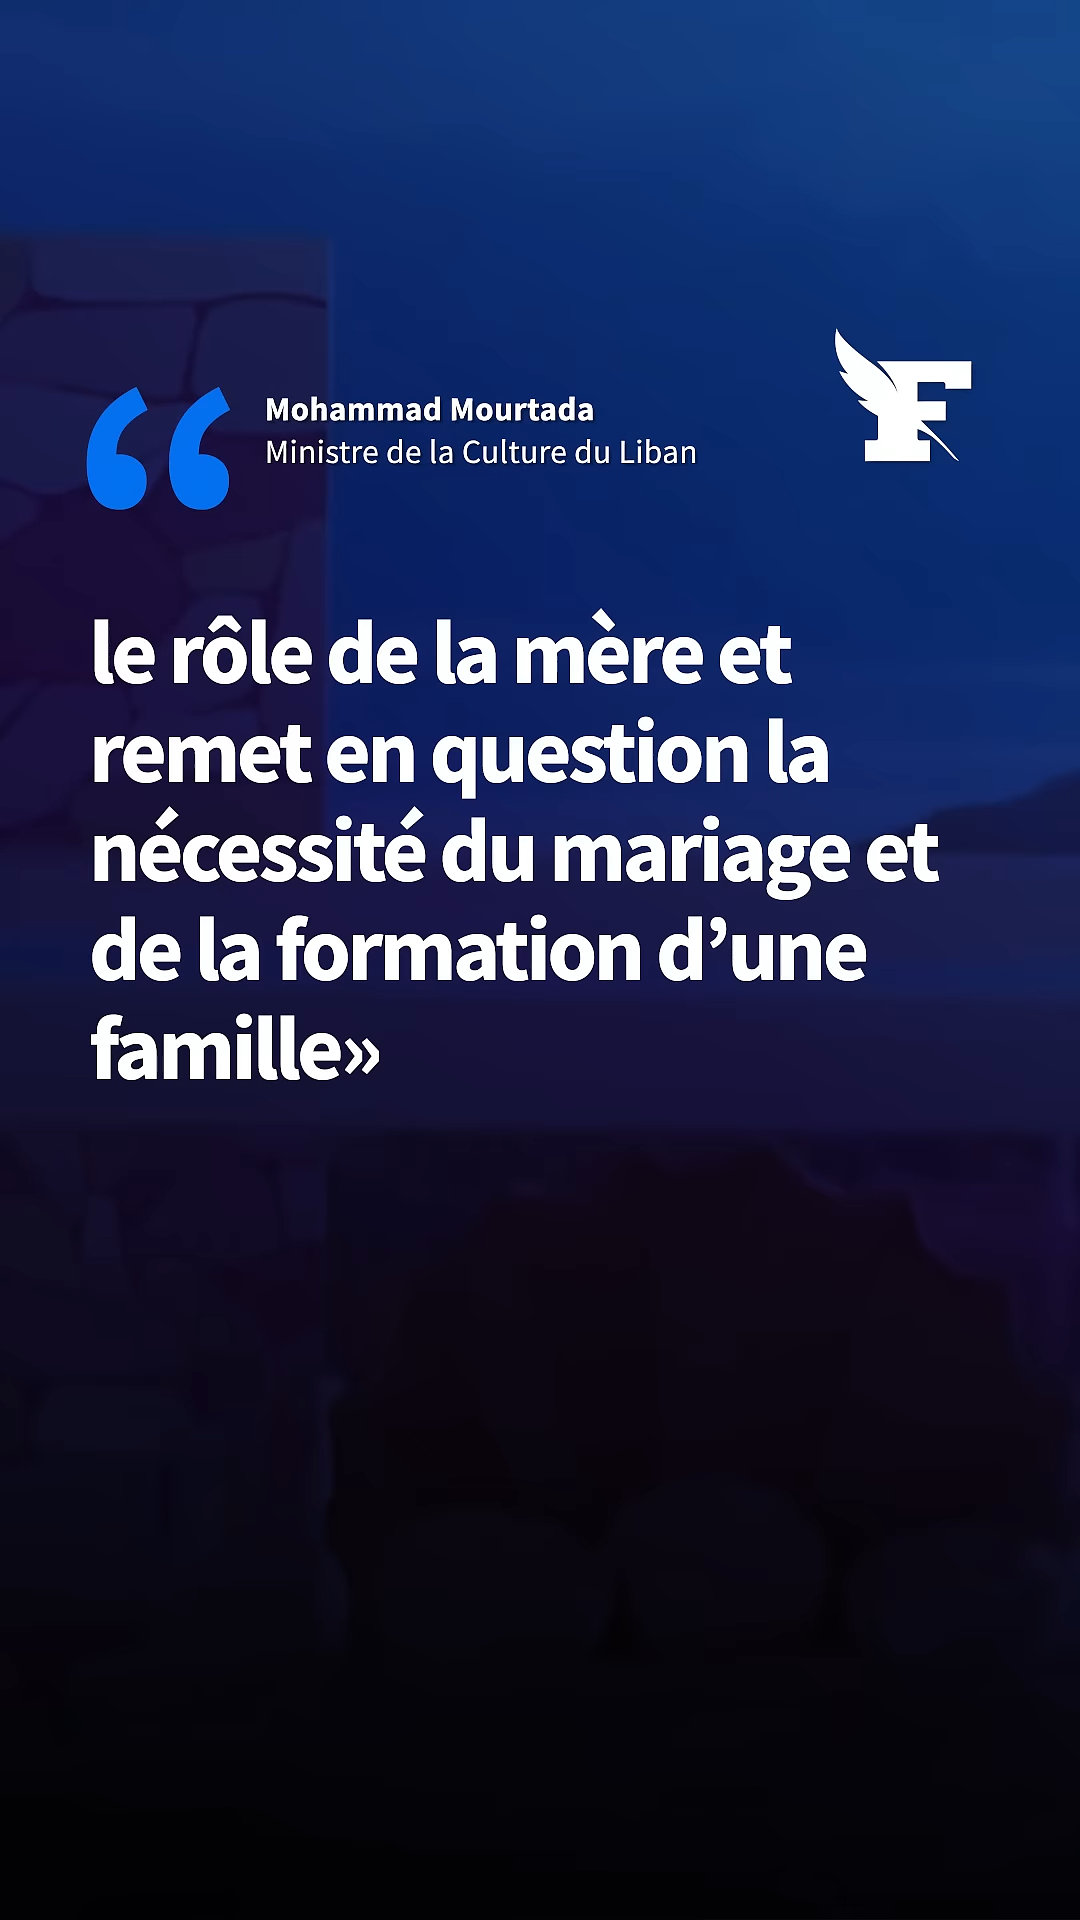 Mohammad Mourtada
Ministre de la Culture du Liban
F
le rôle de la mère et
remet en question la
nécessité du mariage et
de la formation d’une
famille»